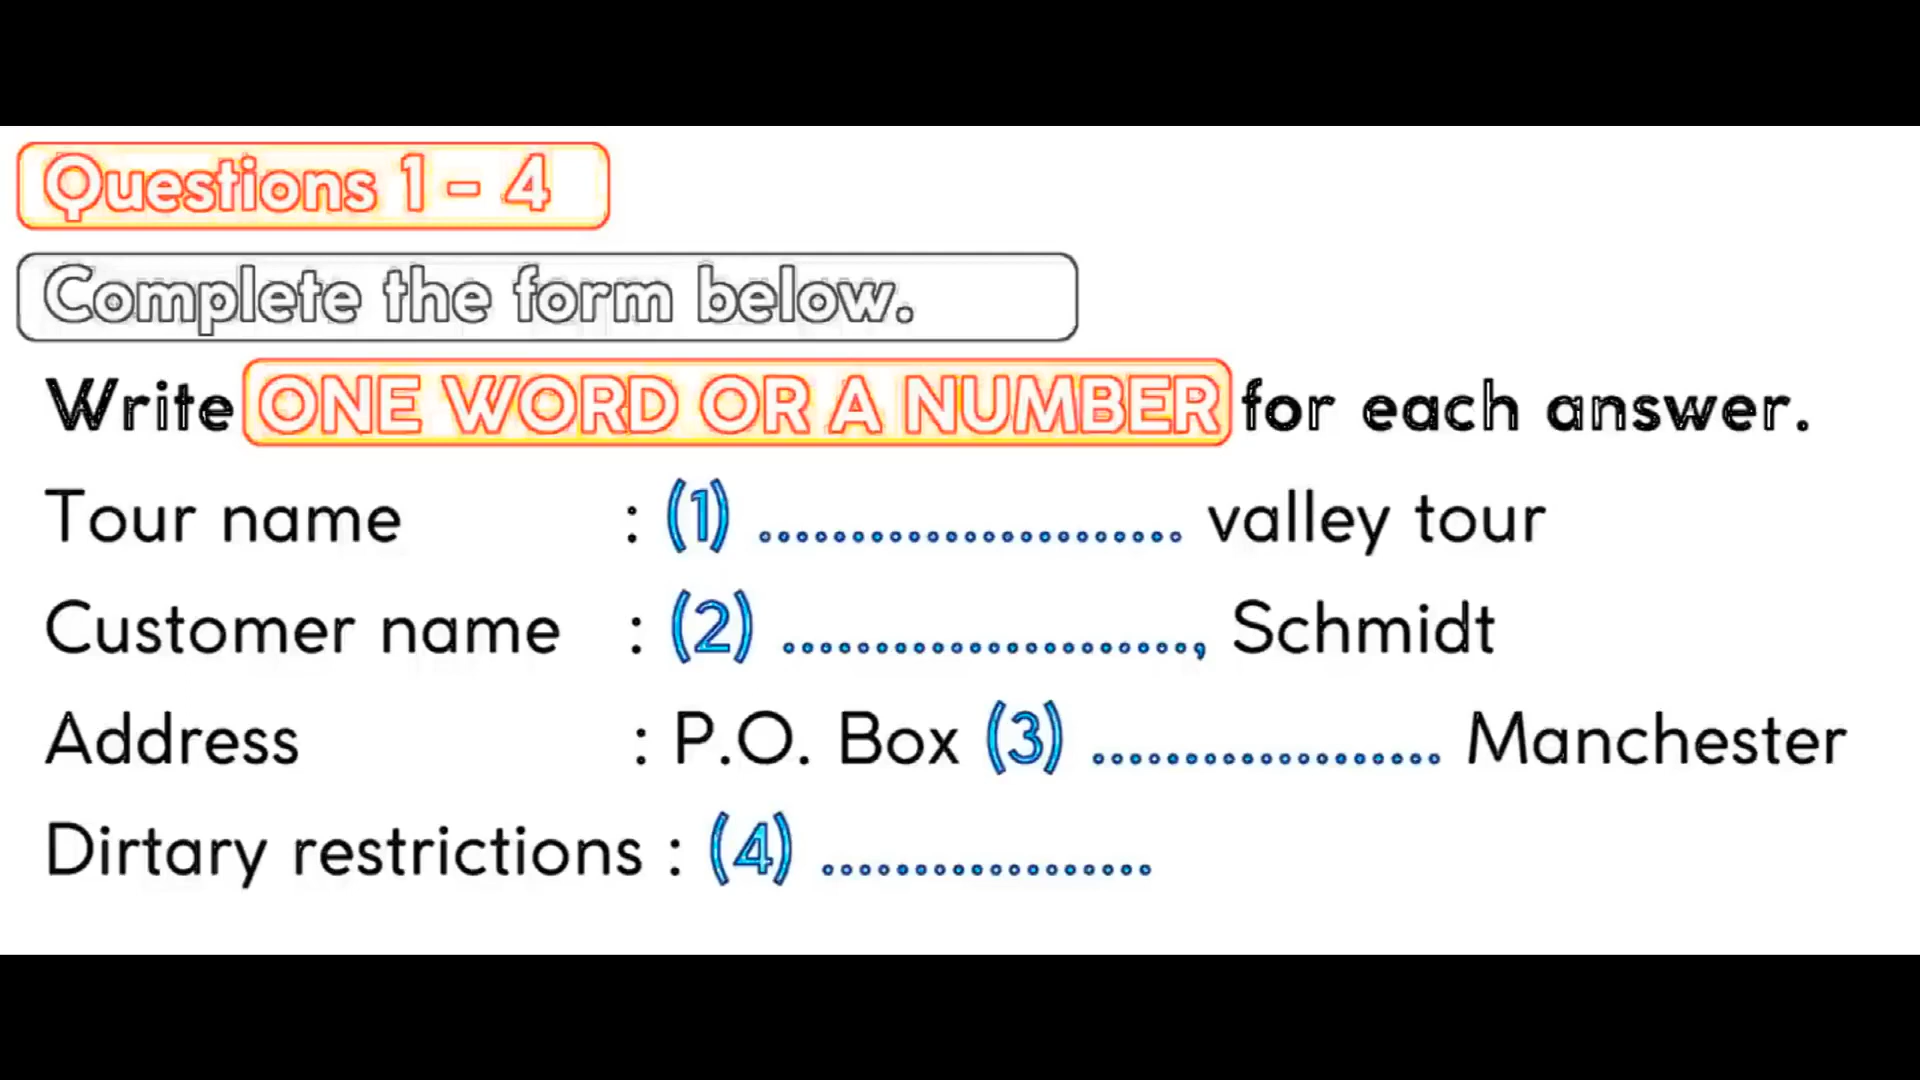 Questions 1 - 4
Complete the form below.
Write ONE WORD OR A NUMBER for each answer.
Tour name : (1) ....................... valley tour
Customer name : (2) ......................, Schmidt
Address : P.O. Box (3) ................... Manchester
Dirtary restrictions : (4) ..................